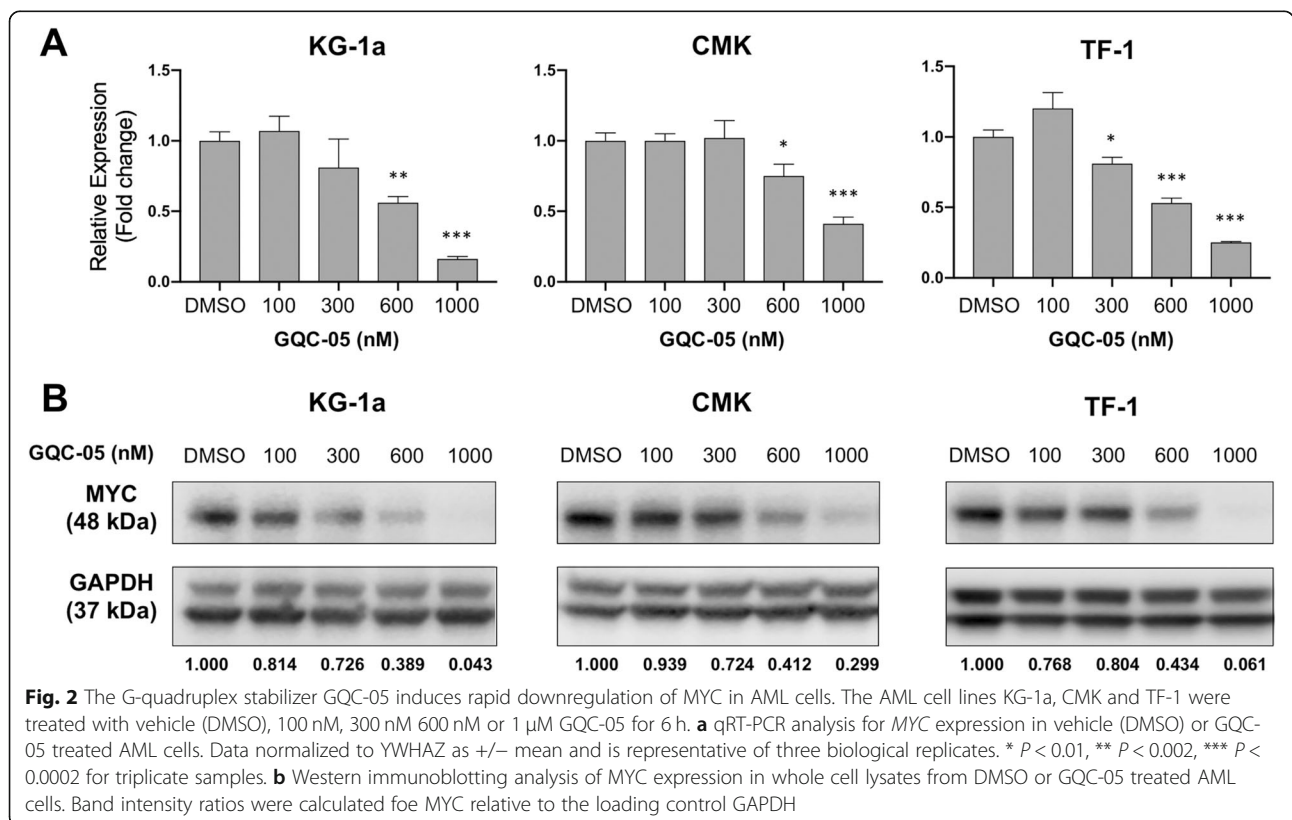 A
KG-1a
CMK
TF-1
Relative Expression
(Fold change)
1.5
1.0
0.5
0.0
1.5
1.0
0.5
0.0
1.5
1.0
0.5
0.0
**
***
*
***
*
***
***
DMSO 100 300 600 1000
DMSO 100 300 600 1000
DMSO 100 300 600 1000
GQC-05 (nM)
GQC-05 (nM)
GQC-05 (nM)
B
KG-1a
CMK
TF-1
GQC-05 (nM) DMSO 100 300 600 1000 DMSO 100 300 600 1000 DMSO 100 300 600 1000
MYC
(48 kDa)
GAPDH
(37 kDa)
1.000 0.814 0.726 0.389 0.043 1.000 0.939 0.724 0.412 0.299 1.000 0.768 0.804 0.434 0.061
Fig. 2 The G-quadruplex stabilizer GQC-05 induces rapid downregulation of MYC in AML cells. The AML cell lines KG-1a, CMK and TF-1 were
treated with vehicle (DMSO), 100 nM, 300 nM 600 nM or 1 μM GQC-05 for 6 h. a qRT-PCR analysis for MYC expression in vehicle (DMSO) or GQC-
05 treated AML cells. Data normalized to YWHAZ as +/− mean and is representative of three biological replicates. * P < 0.01, ** P < 0.002, *** P <
0.0002 for triplicate samples. b Western immunoblotting analysis of MYC expression in whole cell lysates from DMSO or GQC-05 treated AML
cells. Band intensity ratios were calculated foe MYC relative to the loading control GAPDH